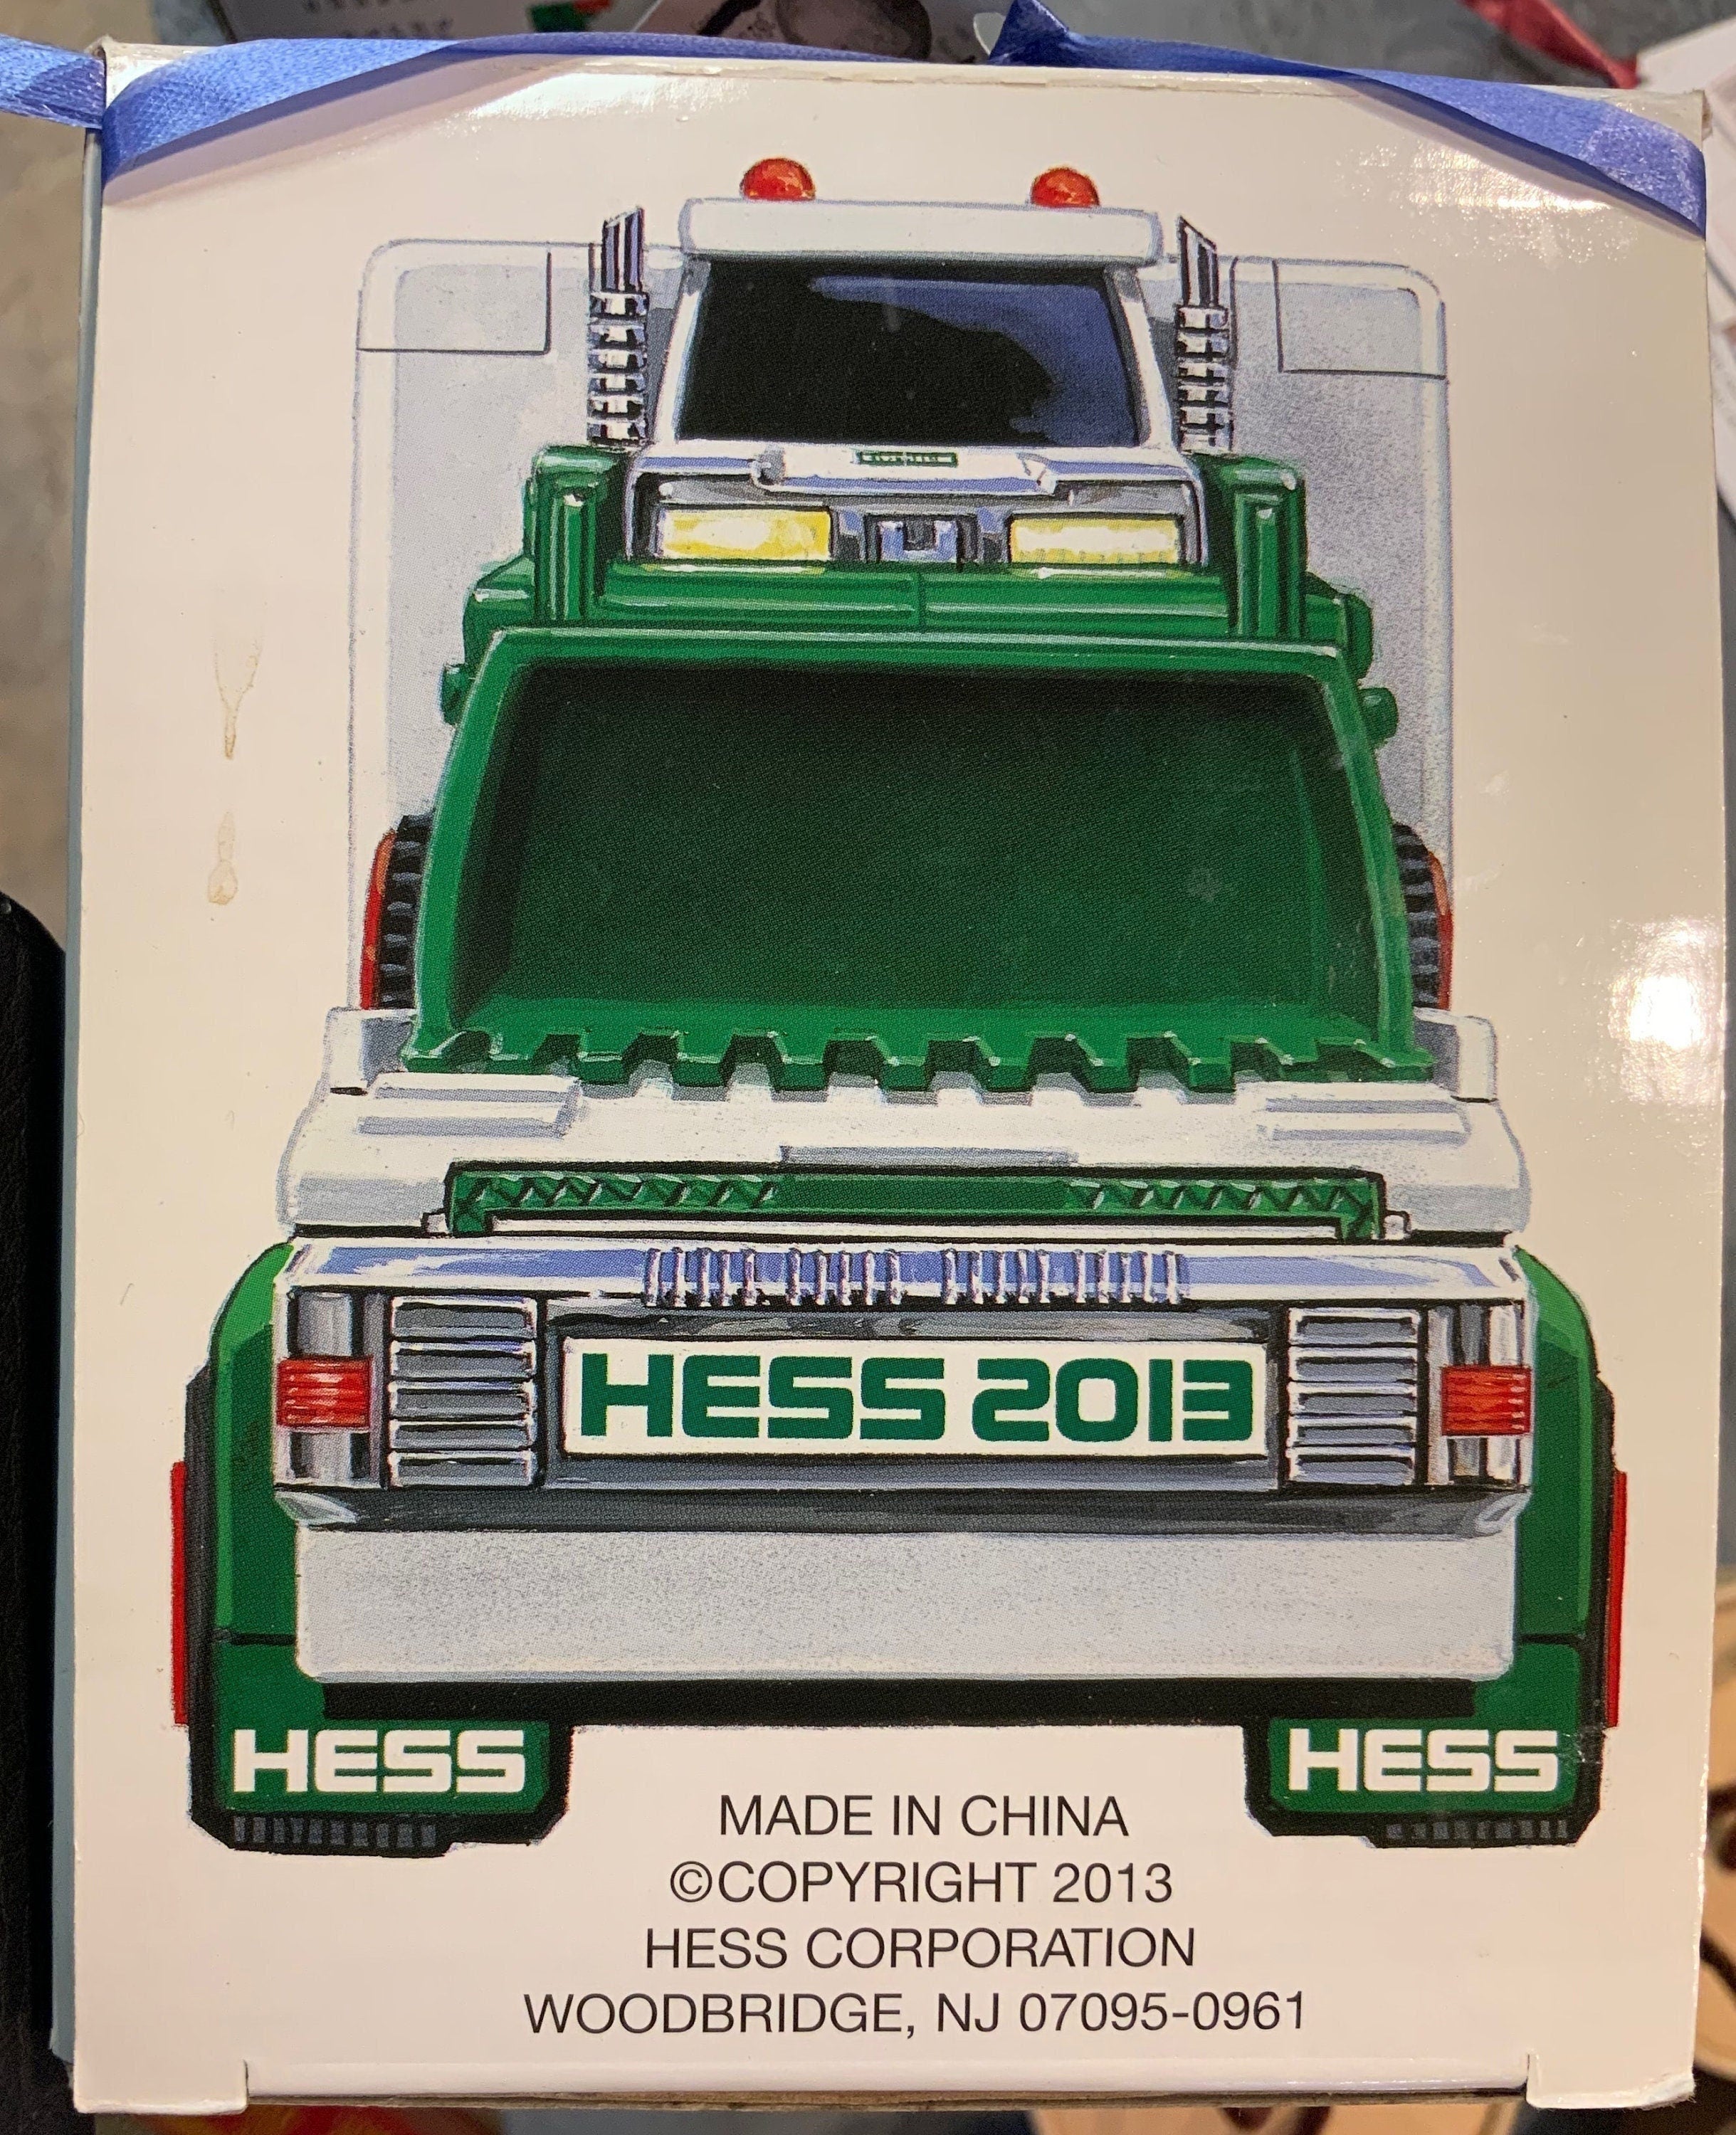 HESS 2013
HESS
HESS
MADE IN CHINA
©COPYRIGHT 2013
HESS CORPORATION
WOODBRIDGE, NJ 07095-0961